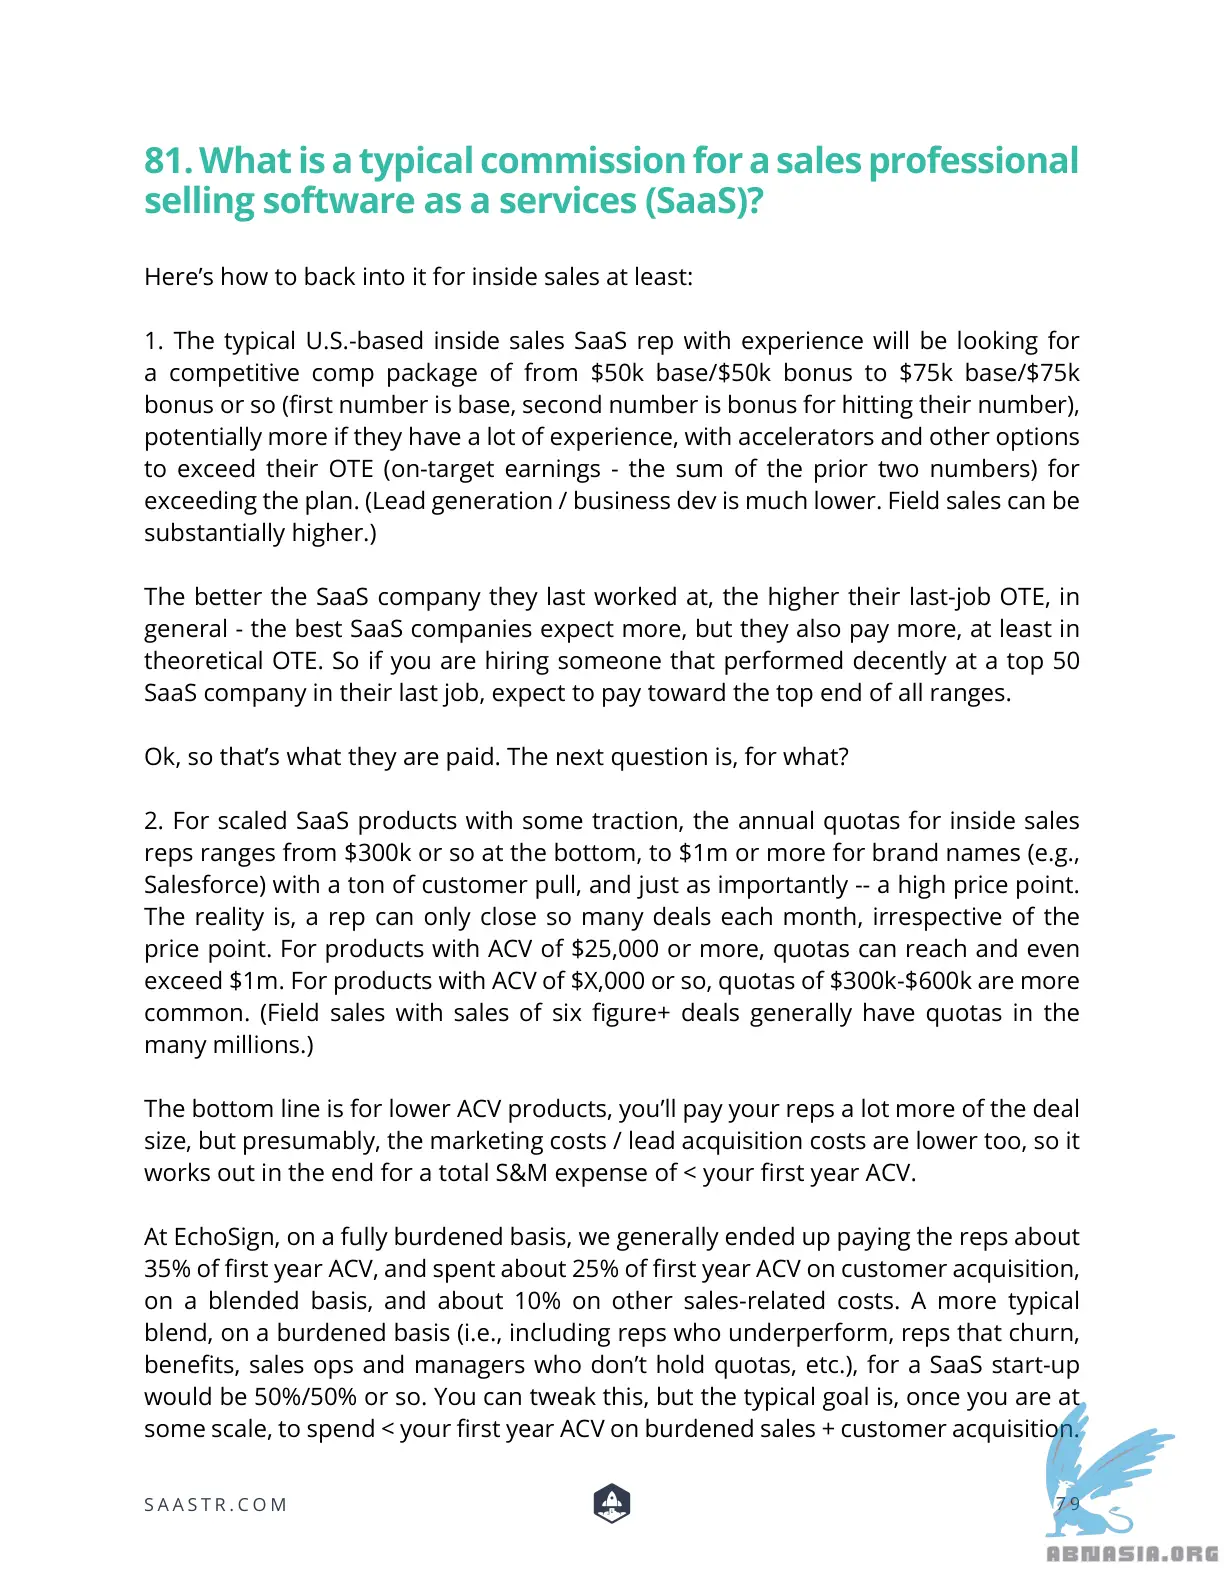 81. What is a typical commission for a sales professional
selling software as a services (SaaS)?
Here’s how to back into it for inside sales at least:
1. The typical U.S.-based inside sales SaaS rep with experience will be looking for
a competitive comp package of from $50k base/$50k bonus to $75k base/$75k
bonus or so (first number is base, second number is bonus for hitting their number),
potentially more if they have a lot of experience, with accelerators and other options
to exceed their OTE (on-target earnings - the sum of the prior two numbers) for
exceeding the plan. (Lead generation / business dev is much lower. Field sales can be
substantially higher.)
The better the SaaS company they last worked at, the higher their last-job OTE, in
general - the best SaaS companies expect more, but they also pay more, at least in
theoretical OTE. So if you are hiring someone that performed decently at a top 50
SaaS company in their last job, expect to pay toward the top end of all ranges.
Ok, so that’s what they are paid. The next question is, for what?
2. For scaled SaaS products with some traction, the annual quotas for inside sales
reps ranges from $300k or so at the bottom, to $1m or more for brand names (e.g.,
Salesforce) with a ton of customer pull, and just as importantly -- a high price point.
The reality is, a rep can only close so many deals each month, irrespective of the
price point. For products with ACV of $25,000 or more, quotas can reach and even
exceed $1m. For products with ACV of $X,000 or so, quotas of $300k-$600k are more
common. (Field sales with sales of six figure+ deals generally have quotas in the
many millions.)
The bottom line is for lower ACV products, you’ll pay your reps a lot more of the deal
size, but presumably, the marketing costs / lead acquisition costs are lower too, so it
works out in the end for a total S&M expense of < your first year ACV.
At EchoSign, on a fully burdened basis, we generally ended up paying the reps about
35% of first year ACV, and spent about 25% of first year ACV on customer acquisition,
on a blended basis, and about 10% on other sales-related costs. A more typical
blend, on a burdened basis (i.e., including reps who underperform, reps that churn,
benefits, sales ops and managers who don’t hold quotas, etc.), for a SaaS start-up
would be 50%/50% or so. You can tweak this, but the typical goal is, once you are at
some scale, to spend < your first year ACV on burdened sales + customer acquisition.
SAASTR.COM
79
ABNASIA.ORG